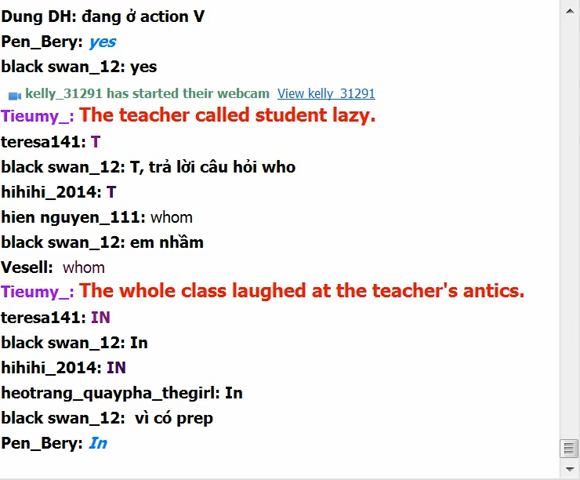 Dung DH: đang ở action V
Pen_Bery: yes
black swan_12: yes
kelly_31291 has started their webcam View kelly_31291
Tieumy_: The teacher called student lazy.
teresa141: T
black swan_12: T, trả lời câu hỏi who
hihihi_2014: T
hien nguyen_111: whom
black swan_12: em nhầm
Vesell: whom
Tieumy_: The whole class laughed at the teacher's antics.
teresa141: IN
black swan_12: In
hihihi_2014: IN
heotrang_quaypha_thegirl: In
black swan_12: vì có prep
Pen_Bery: In